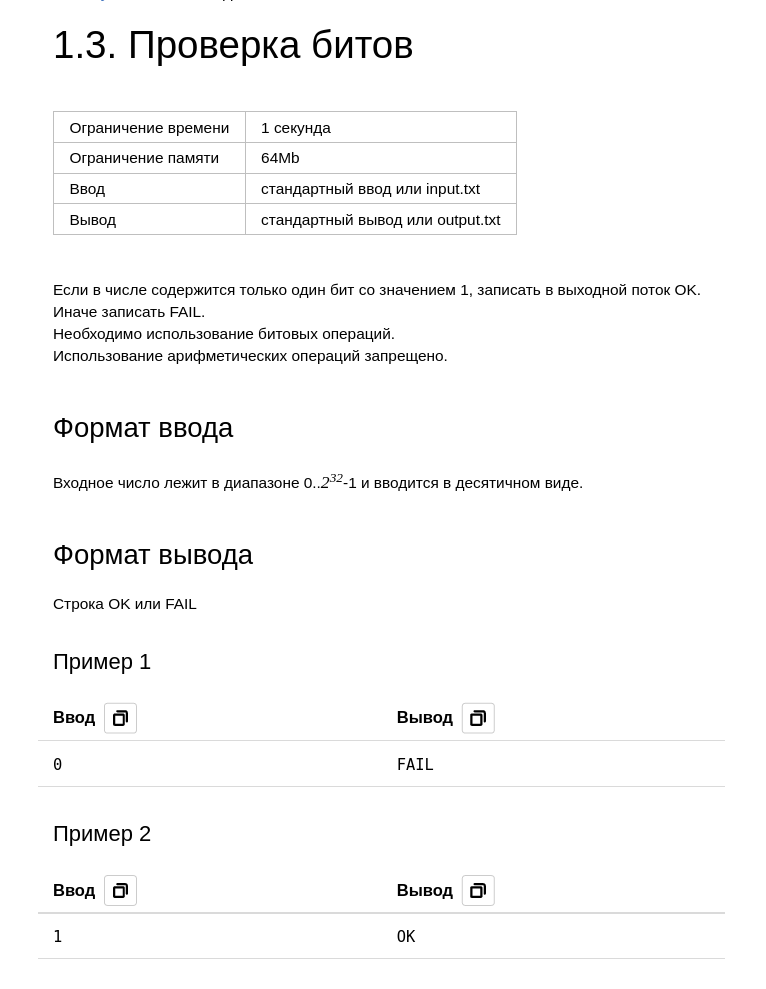 1.3. Проверка битов
Ограничение времени 1 секунда
Ограничение памяти 64Mb
Ввод стандартный ввод или input.txt
Вывод стандартный вывод или output.txt
Если в числе содержится только один бит со значением 1, записать в выходной поток OK.
Иначе записать FAIL.
Необходимо использование битовых операций.
Использование арифметических операций запрещено.
Формат ввода
Входное число лежит в диапазоне 0..2³²-1 и вводится в десятичном виде.
Формат вывода
Строка OK или FAIL
Пример 1
Ввод Вывод
0 FAIL
Пример 2
Ввод Вывод
1 OK